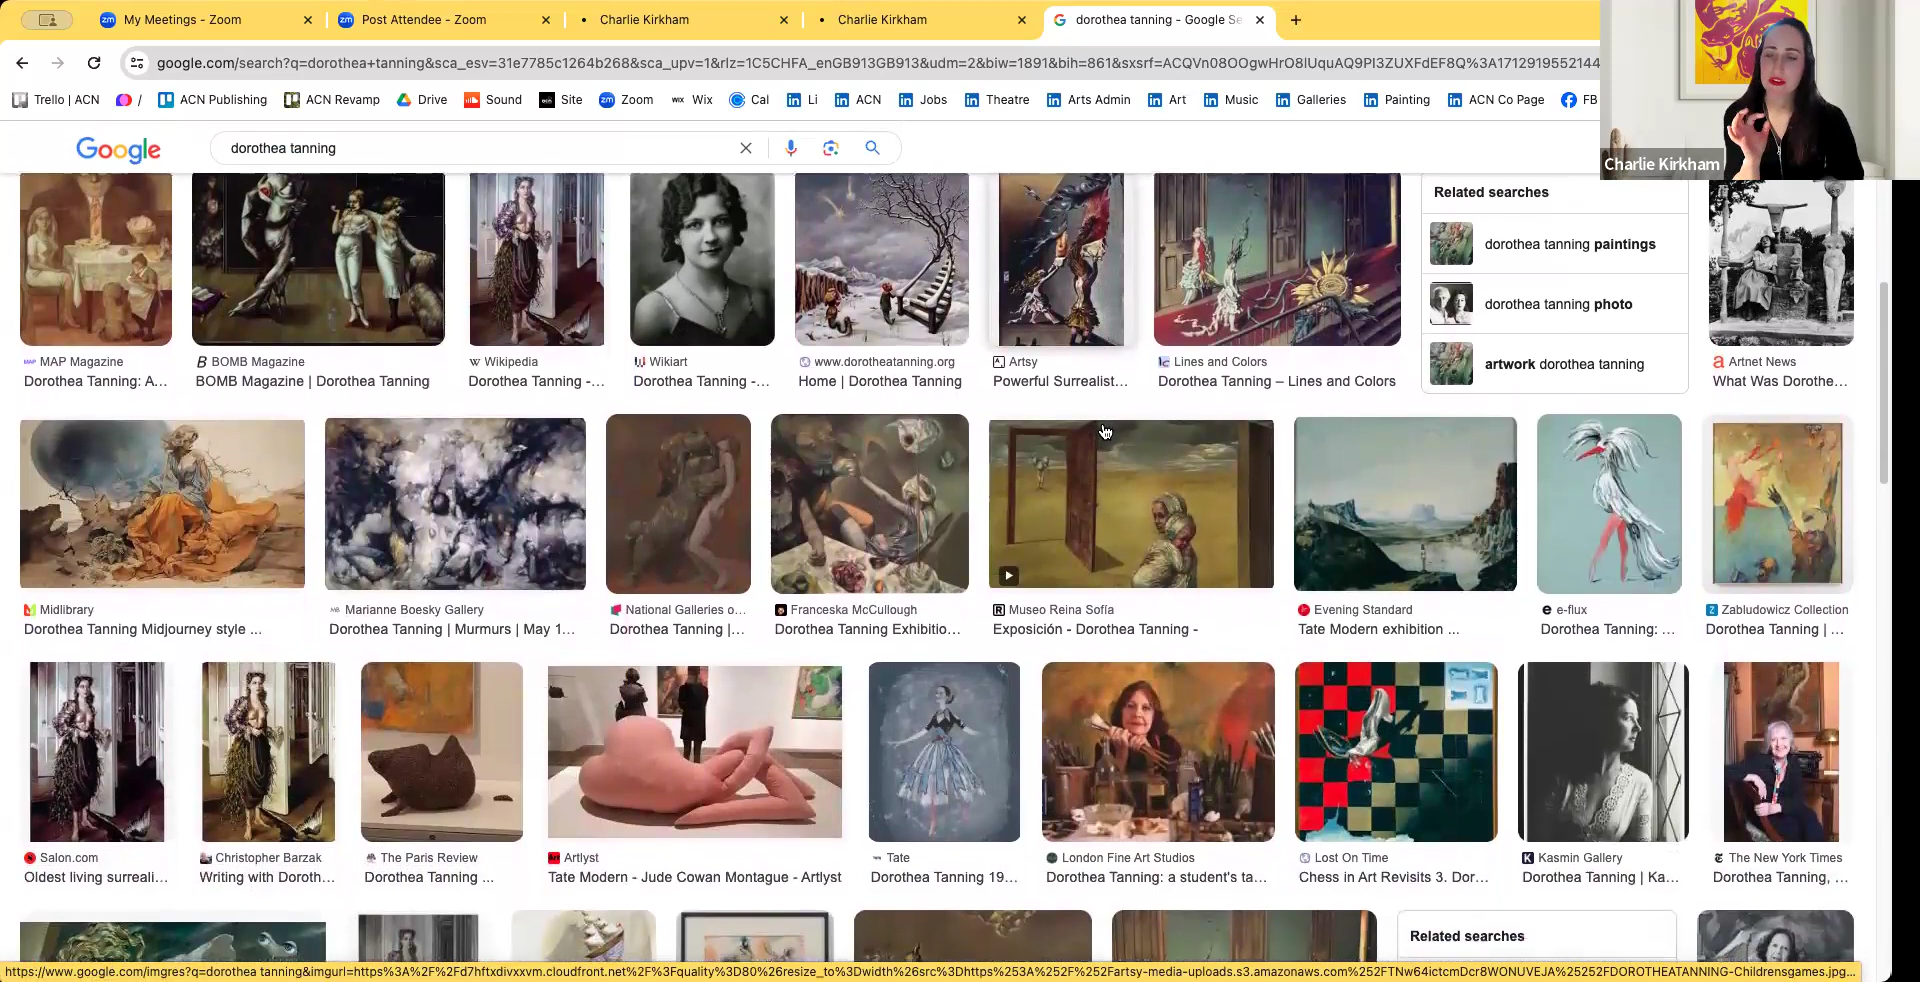 My Meetings - Zoom
Post Attendee - Zoom
Charlie Kirkham
Charlie Kirkham
dorothea tanning - Google Se
google.com/search?q=dorothea+tanning&sca_esv=31e7785c1264b268&sca_upv=1&rlz=1C5CHFA_enGB913GB913&udm=2&biw=1891&bih=861&sxsrf=ACQVn08OOgwHrO8lUquAQ9PI3ZUXFdEF8Q%3A1712919552144
Trello | ACN
/
ACN Publishing
ACN Revamp
Drive
Sound
Site
Zoom
Wix
Cal
Li
ACN
Jobs
Theatre
Arts Admin
Art
Music
Galleries
Painting
ACN Co Page
FB
Charlie Kirkham
Google
dorothea tanning
Related searches
dorothea tanning paintings
dorothea tanning photo
artwork dorothea tanning
MAP Magazine
Dorothea Tanning: A...
BOMB Magazine
BOMB Magazine | Dorothea Tanning
Wikipedia
Dorothea Tanning -...
Wikiart
Dorothea Tanning -...
www.dorotheatanning.org
Home | Dorothea Tanning
Artsy
Powerful Surrealist...
Lines and Colors
Dorothea Tanning – Lines and Colors
Artnet News
What Was Dorothe...
Midlibrary
Dorothea Tanning Midjourney style ...
Marianne Boesky Gallery
Dorothea Tanning | Murmurs | May 1...
National Galleries o...
Dorothea Tanning |...
Franceska McCullough
Dorothea Tanning Exhibitio...
Museo Reina Sofía
Exposición - Dorothea Tanning -
Evening Standard
Tate Modern exhibition ...
e-flux
Dorothea Tanning: ...
Zabludowicz Collection
Dorothea Tanning | ...
Salon.com
Oldest living surreali...
Christopher Barzak
Writing with Doroth...
The Paris Review
Dorothea Tanning ...
Artlyst
Tate Modern - Jude Cowan Montague - Artlyst
Tate
Dorothea Tanning 19...
London Fine Art Studios
Dorothea Tanning: a student's ta...
Lost On Time
Chess in Art Revisits 3. Dor...
Kasmin Gallery
Dorothea Tanning | Ka...
The New York Times
Dorothea Tanning, ...
Related searches
https://www.google.com/imgres?q=dorothea tanning&imgurl=https%3A%2F%2Fd7hftxdivxxvm.cloudfront.net%2F%3Fquality%3D80%26resize_to%3Dwidth%26src%3Dhttps%253A%252F%252Fartsy-media-uploads.s3.amazonaws.com%252FTNw64ictcmDcr8WONUVEJA%25252FDOROTHEATANNING-Childrensgames.jpg...